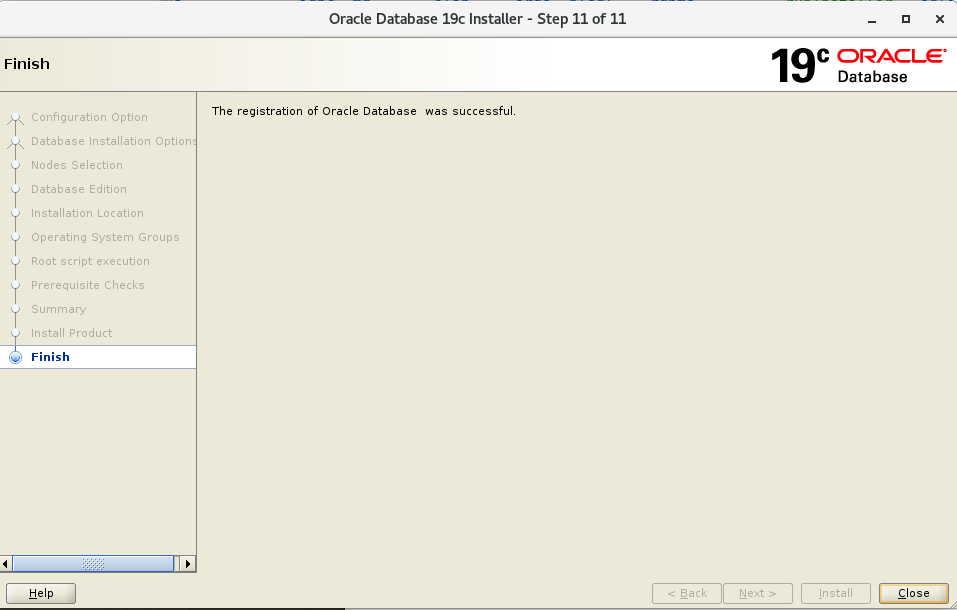 Oracle Database 19c Installer - Step 11 of 11
Finish
19c ORACLE
Database
Configuration Option
Database Installation Options
Nodes Selection
Database Edition
Installation Location
Operating System Groups
Root script execution
Prerequisite Checks
Summary
Install Product
Finish
The registration of Oracle Database  was successful.
Help
< Back
Next >
Install
Close